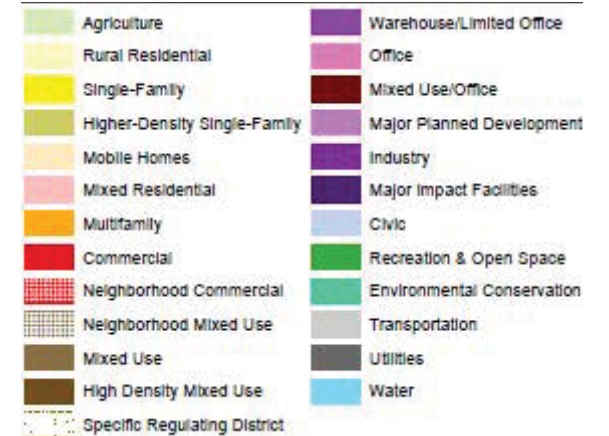 Agriculture
Rural Residential
Single-Family
Higher-Density Single-Family
Mobile Homes
Mixed Residential
Multifamily
Commercial
Neighborhood Commercial
Neighborhood Mixed Use
Mixed Use
High Density Mixed Use
Specific Regulating District
Warehouse/Limited Office
Office
Mixed Use/Office
Major Planned Development
Industry
Major Impact Facilities
Civic
Recreation & Open Space
Environmental Conservation
Transportation
Utilities
Water